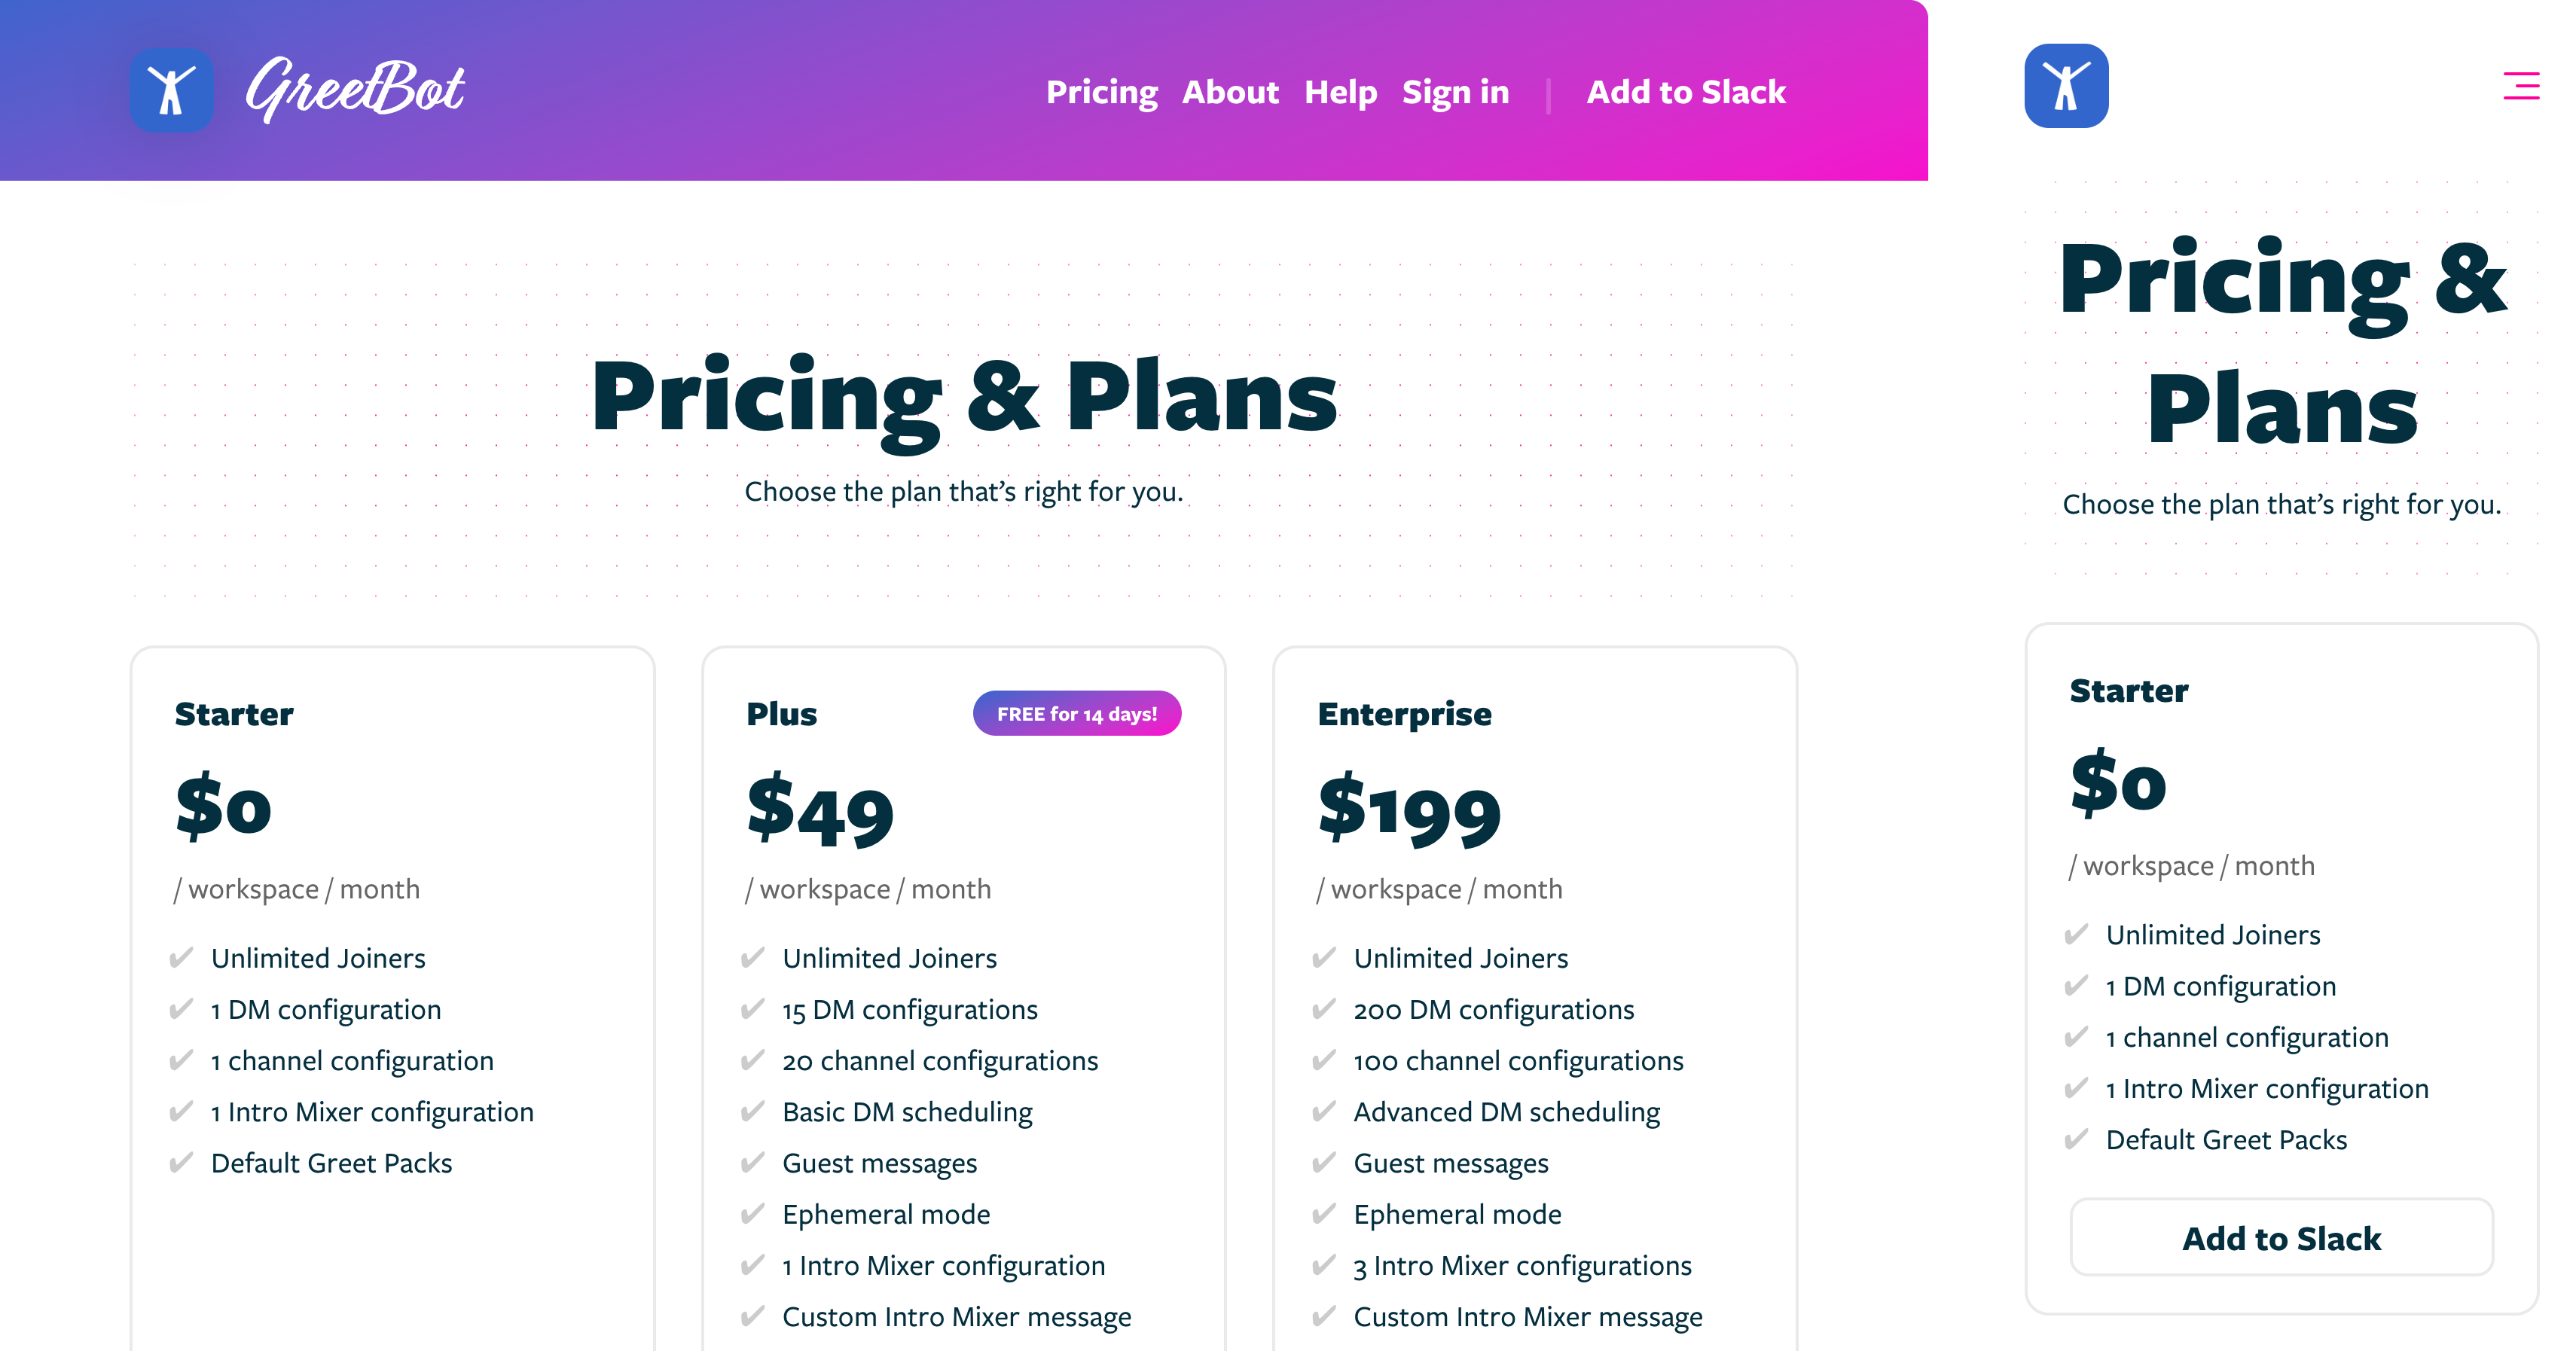 GreetBot
Pricing About Help Sign in | Add to Slack
Pricing & Plans
Choose the plan that's right for you.
Starter
$0
/ workspace / month
✔ Unlimited Joiners
✔ 1 DM configuration
✔ 1 channel configuration
✔ 1 Intro Mixer configuration
✔ Default Greet Packs
Plus
FREE for 14 days!
$49
/ workspace / month
✔ Unlimited Joiners
✔ 15 DM configurations
✔ 20 channel configurations
✔ Basic DM scheduling
✔ Guest messages
✔ Ephemeral mode
✔ 1 Intro Mixer configuration
✔ Custom Intro Mixer message
Enterprise
$199
/ workspace / month
✔ Unlimited Joiners
✔ 200 DM configurations
✔ 100 channel configurations
✔ Advanced DM scheduling
✔ Guest messages
✔ Ephemeral mode
✔ 3 Intro Mixer configurations
✔ Custom Intro Mixer message
Pricing &
Plans
Choose the plan that's right for you.
Starter
$0
/ workspace / month
✔ Unlimited Joiners
✔ 1 DM configuration
✔ 1 channel configuration
✔ 1 Intro Mixer configuration
✔ Default Greet Packs
Add to Slack